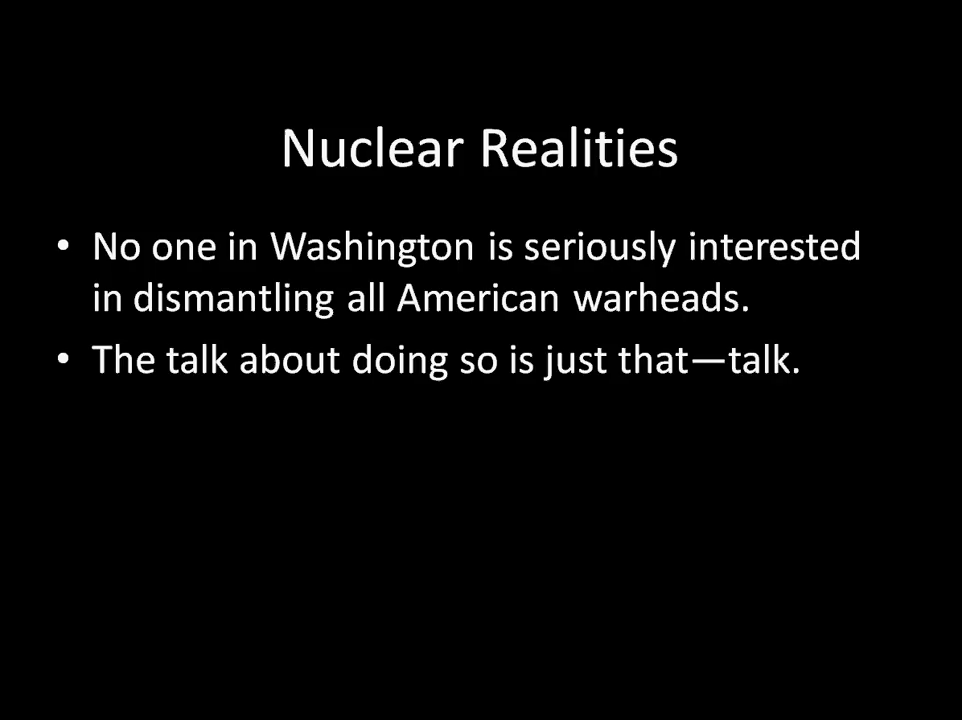 Nuclear Realities
• No one in Washington is seriously interested
in dismantling all American warheads.
• The talk about doing so is just that—talk.